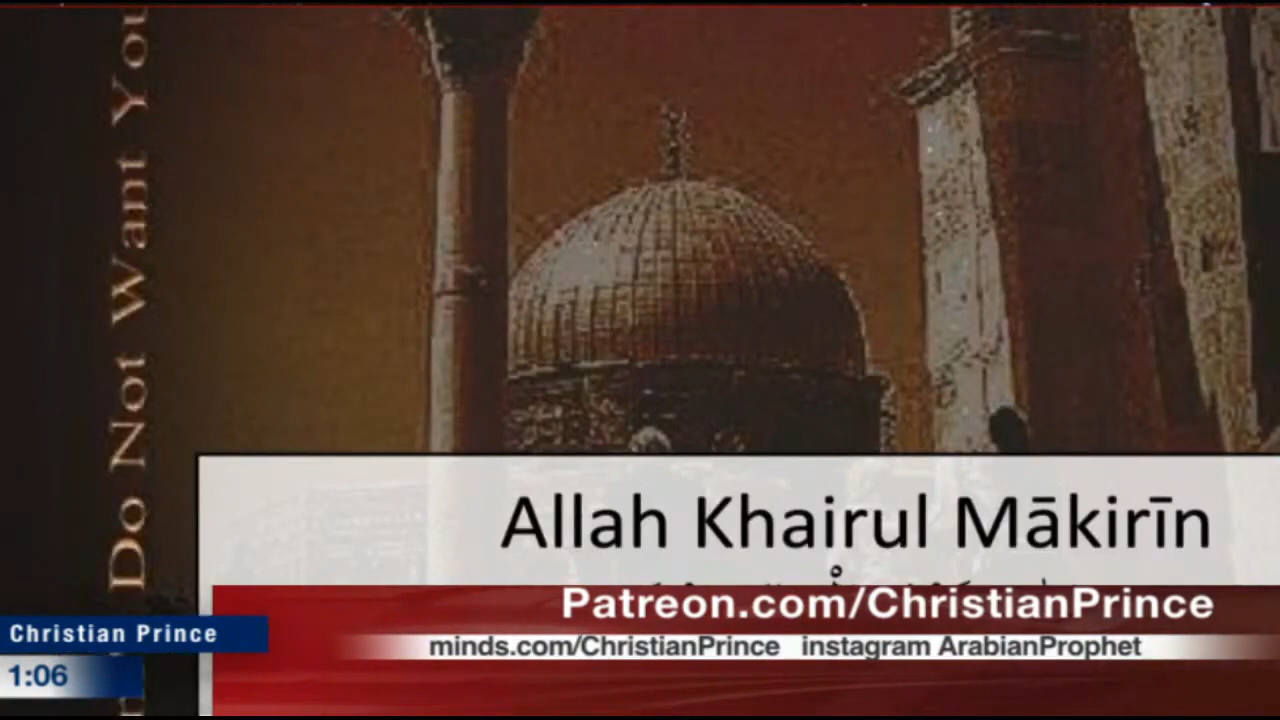 Do Not Want You
Allah Khairul Mākirīn
Patreon.com/ChristianPrince
minds.com/ChristianPrince instagram ArabianProphet
Christian Prince
1:06